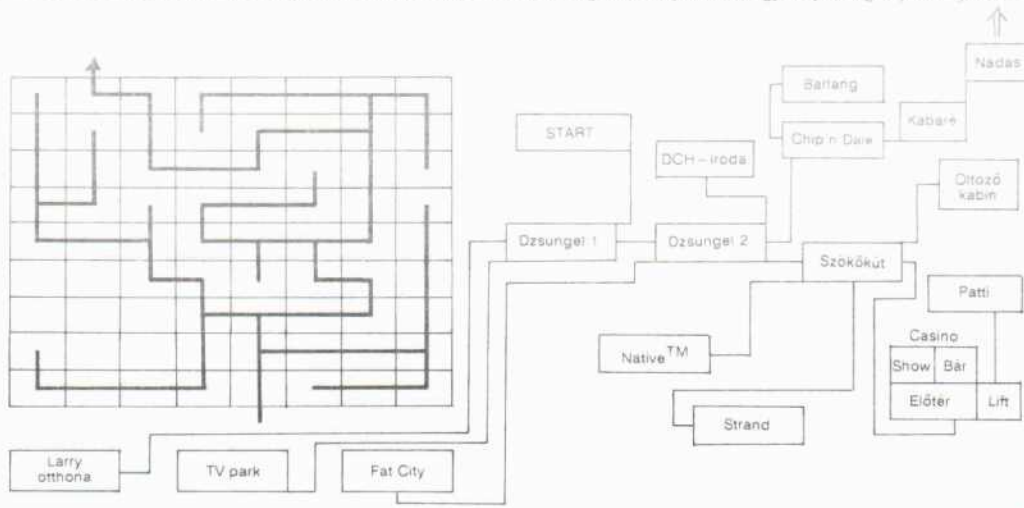 Nadas
Barlang
Kabaré
START
Chip'n Dale
DCH – iroda
Öltöző
kabin
Dzsungel 1
Dzsungel 2
Szökőkút
Patti
Native™
Casino
Show
Bár
Előtér
Lift
Strand
Larry
otthona
TV park
Fat City